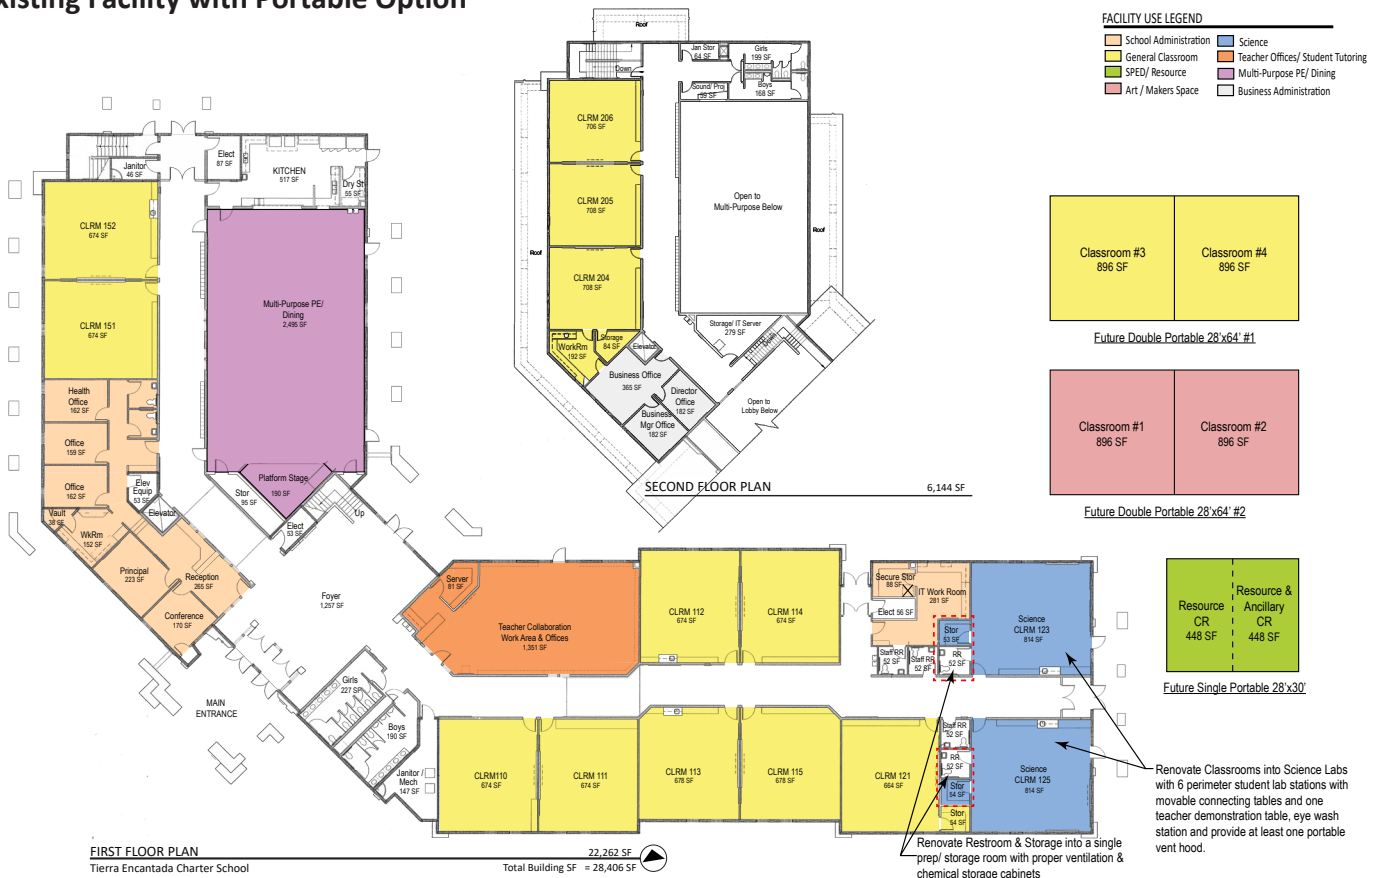 xisting Facility with Portable Option
FACILITY USE LEGEND
School Administration
Science
General Classroom
Teacher Offices/ Student Tutoring
SPED/ Resource
Multi-Purpose PE/ Dining
Art / Makers Space
Business Administration
Roof
Down
Jan Stor
64 SF
Girls
199 SF
Boys
168 SF
Sound/ Proj
59 SF
CLRM 206
706 SF
CLRM 205
708 SF
CLRM 204
708 SF
Open to
Multi-Purpose Below
Roof
Roof
Storage/ IT Server
279 SF
Down
WorkRm
192 SF
Storage
84 SF
Elevator
Business Office
365 SF
Director
Office
182 SF
Business
Mgr Office
182 SF
Open to
Lobby Below
SECOND FLOOR PLAN
6,144 SF
Janitor
46 SF
Elect
87 SF
KITCHEN
517 SF
Dry St
55 SF
CLRM 152
674 SF
CLRM 151
674 SF
Multi-Purpose PE/
Dining
2,495 SF
Health
Office
162 SF
Office
159 SF
Office
162 SF
Elev
Equip
53 SF
Vault
38 SF
WkRm
152 SF
Elevator
Platform Stage
190 SF
Stor
95 SF
Elect
53 SF
Up
Principal
223 SF
Reception
265 SF
Conference
170 SF
Foyer
1,257 SF
MAIN
ENTRANCE
Girls
227 SF
Boys
190 SF
Janitor /
Mech
147 SF
Server
81 SF
Teacher Collaboration
Work Area & Offices
1,351 SF
CLRM 112
674 SF
CLRM 114
674 SF
Secure Stor
88 SF
IT Work Room
281 SF
Elect 56 SF
Stor
53 SF
Staff RR
52 SF
Staff RR
52 SF
RR
52 SF
Science
CLRM 123
814 SF
CLRM110
674 SF
CLRM 111
674 SF
CLRM 113
678 SF
CLRM 115
678 SF
CLRM 121
664 SF
Staff RR
52 SF
RR
52 SF
Stor
54 SF
Stor
54 SF
Science
CLRM 125
814 SF
Classroom #3
896 SF
Classroom #4
896 SF
Future Double Portable 28'x64' #1
Classroom #1
896 SF
Classroom #2
896 SF
Future Double Portable 28'x64' #2
Resource
CR
448 SF
Resource &
Ancillary
CR
448 SF
Future Single Portable 28'x30'
Renovate Classrooms into Science Labs
with 6 perimeter student lab stations with
movable connecting tables and one
teacher demonstration table, eye wash
station and provide at least one portable
vent hood.
Renovate Restroom & Storage into a single
prep/ storage room with proper ventilation &
chemical storage cabinets
FIRST FLOOR PLAN
22,262 SF
Tierra Encantada Charter School
Total Building SF = 28,406 SF